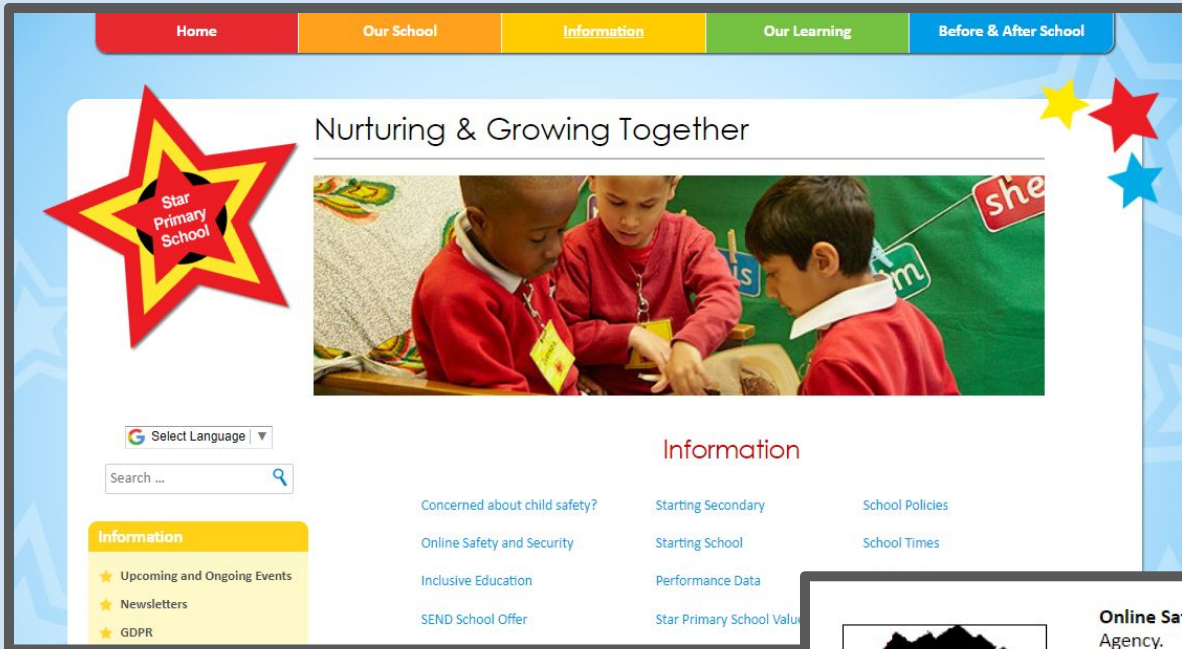 Home Our School Information Our Learning Before & After School
Nurturing & Growing Together
Star
Primary
School
she
is
m
Select Language
Search ...
Information
Concerned about child safety? Starting Secondary School Policies
Online Safety and Security Starting School School Times
Inclusive Education Performance Data
SEND School Offer Star Primary School
Information
Upcoming and Ongoing Events
Newsletters
GDPR
Online
Agency.